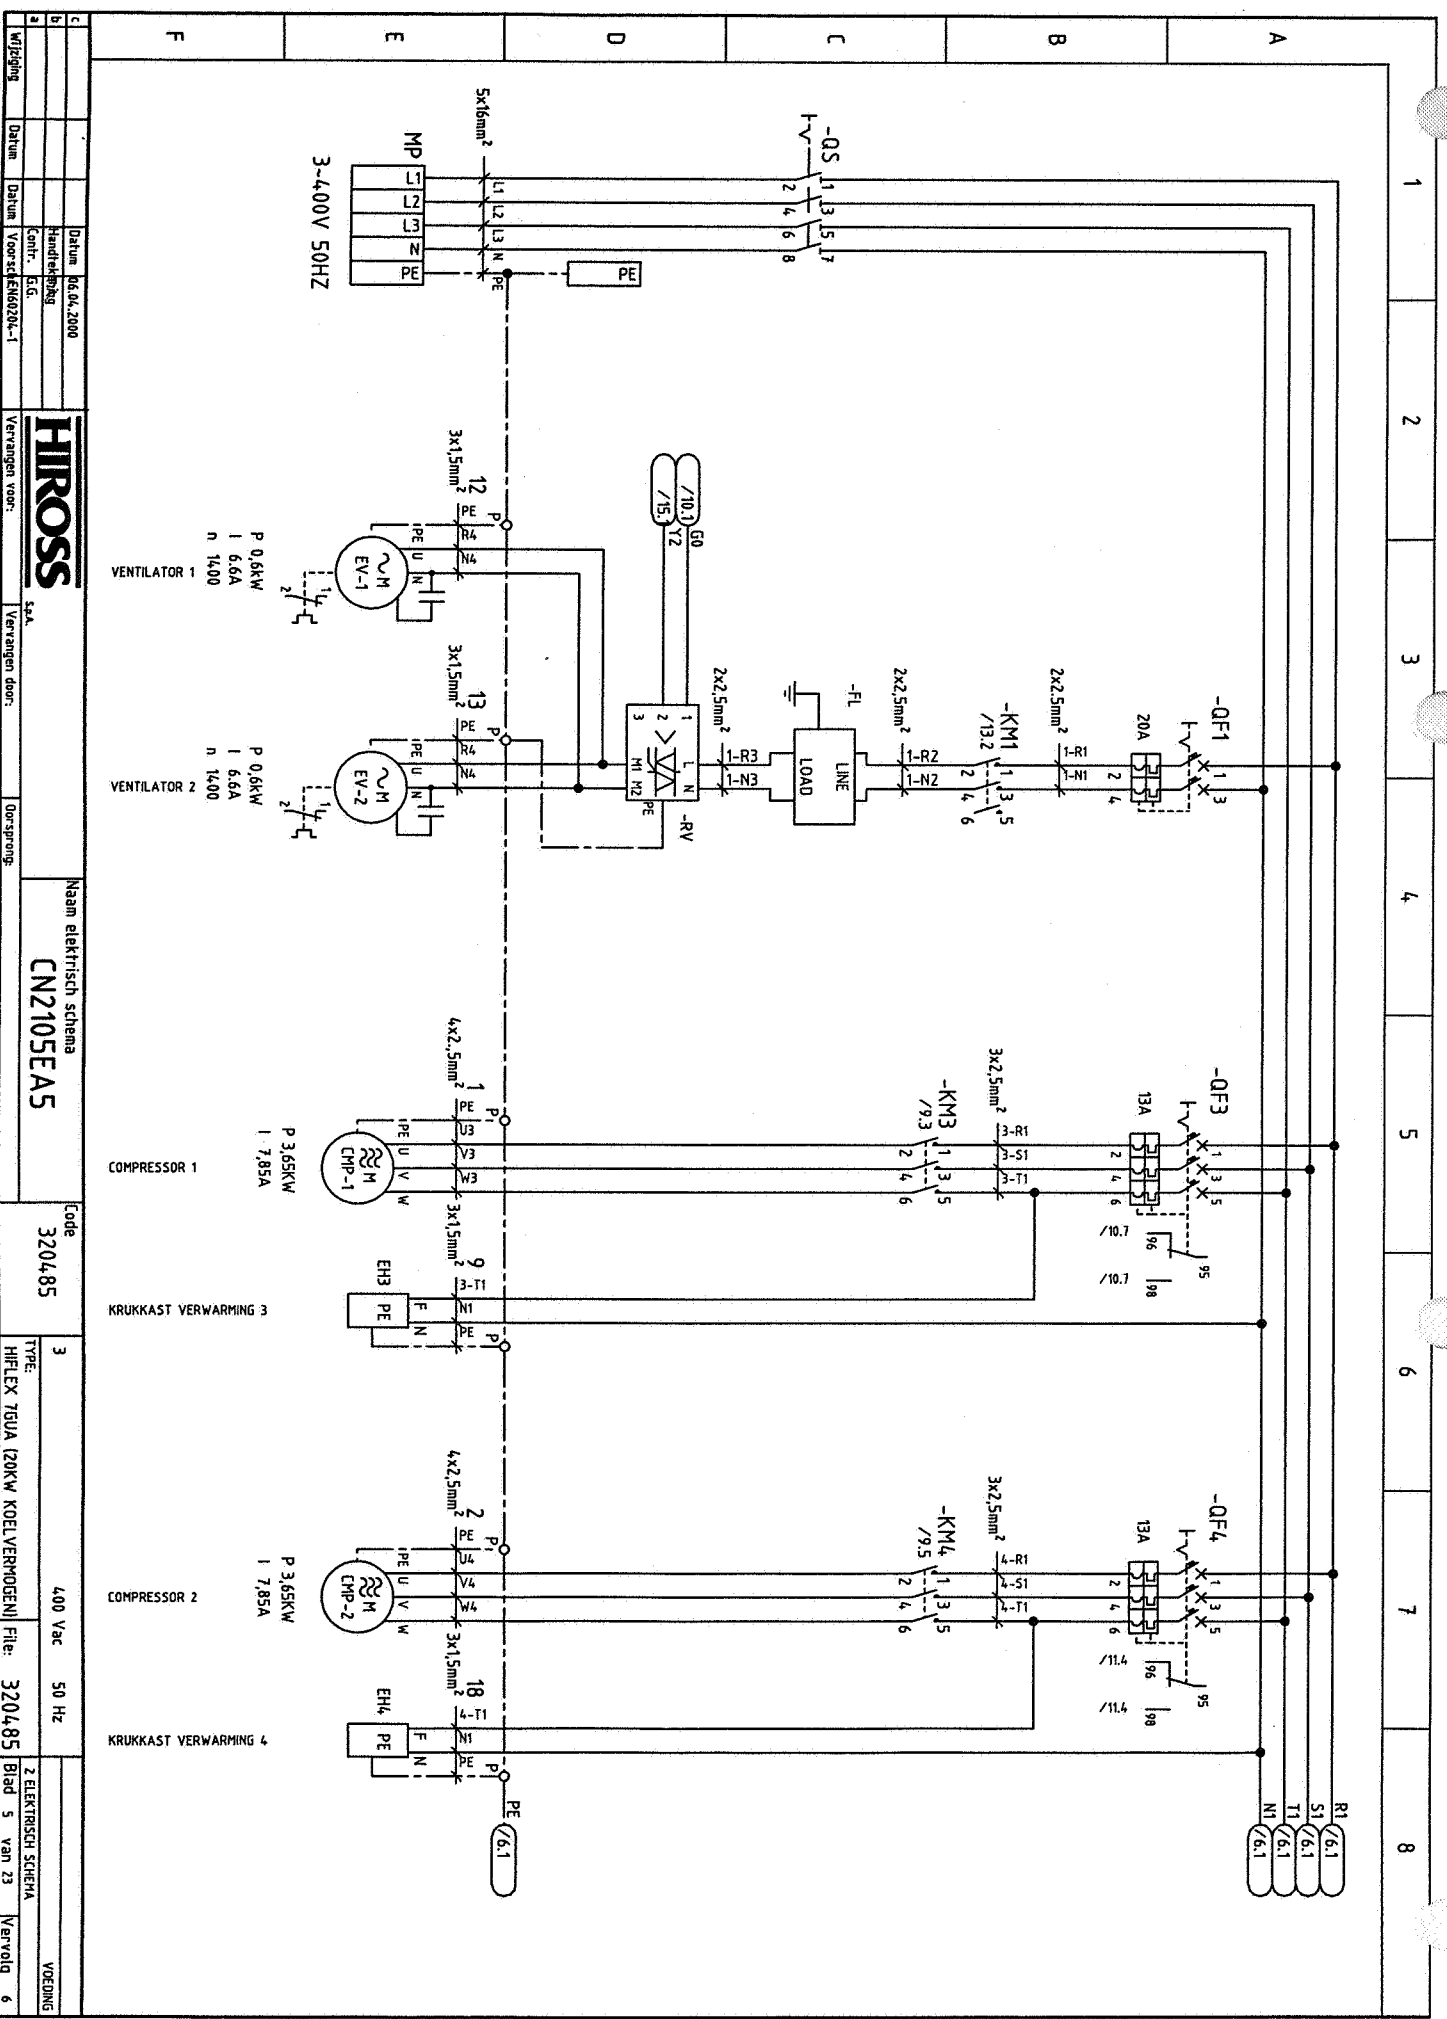 1 2 3 4 5 6 7 8
A
B
C
D
E
F
R1 /6.1
S1 /6.1
T1 /6.1
N1 /6.1
-QS
1 3 5 7
2 4 6 8
5x16mm²
L1 L2 L3 N PE
PE
MP
L1 L2 L3 N PE
3~400V 50HZ
-QF1
1 3
20A
2 4
2x2.5mm²
1-R1
1-N1
-KM1
/13.2
1 3 5
2 4 6
2x2,5mm²
1-R2
1-N2
-FL
LINE
LOAD
2x2,5mm²
1-R3
1-N3
/10.1 G0
/15. Y2
1 2 3
L N
M1 M2
PE
-RV
12
3x1,5mm²
P
PE R4 N4
PE U N
M
EV-1
1 2
P 0,6kW
I 6.6A
n 1400
VENTILATOR 1
13
3x1,5mm²
P
PE R4 N4
PE U N
M
EV-2
1 2
P 0,6kW
I 6.6A
n 1400
VENTILATOR 2
-QF3
1 3 5
13A
2 4 6
95
96 98
/10.7 /10.7
3x2,5mm²
3-R1
3-S1
3-T1
-KM3
/9.3
1 3 5
2 4 6
1
4x2.,5mm²
P
PE U3 V3 W3
PE U V W
M
CMP-1
P 3,65KW
I 7,85A
COMPRESSOR 1
9
3x1,5mm²
P
3-T1 N1 PE
F N
EH3
PE
KRUKKAST VERWARMING 3
-QF4
1 3 5
13A
2 4 6
95
96 98
/11.4 /11.4
3x2,5mm²
4-R1
4-S1
4-T1
-KM4
/9.5
1 3 5
2 4 6
2
4x2,5mm²
P
PE U4 V4 W4
PE U V W
M
CMP-2
P 3,65KW
I 7,85A
COMPRESSOR 2
18
3x1,5mm²
P
4-T1 N1 PE
F N
EH4
PE
KRUKKAST VERWARMING 4
PE /6.1
c
b
a
Wijziging Datum Datum
Datum 06.04.2000
Contr. G.G.
EN60204-1
HIROSS
S.p.A.
Vervangen voor:
Vervangen door:
Oorsprong:
Naam elektrisch schema
CN2105EA5
Code
320485
3 400 Vac 50 Hz
TYPE:
HIFLEX 7GUA (20KW KOELVERMOGEN)
File: 320485
VOEDING
2 ELEKTRISCH SCHEMA
Blad 5 van 23
Vervolg 6